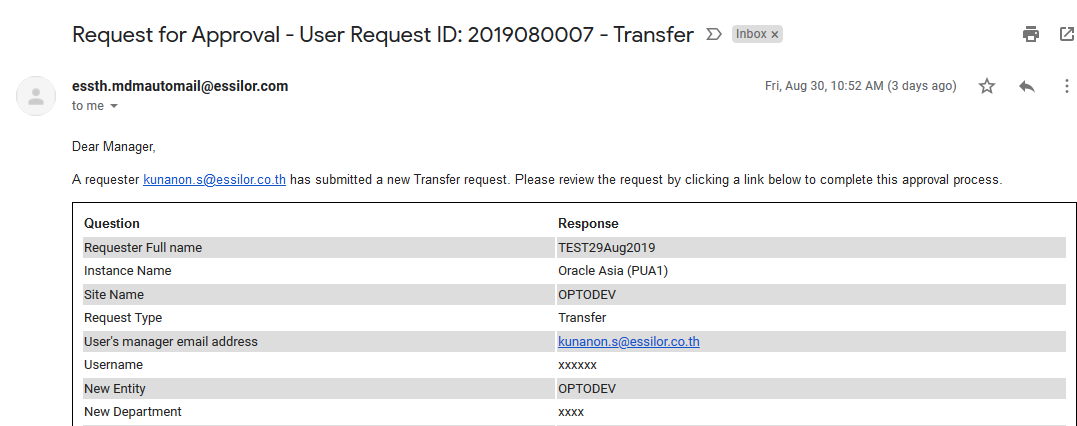 Request for Approval - User Request ID: 2019080007 - Transfer Inbox x
essth.mdmautomail@essilor.com Fri, Aug 30, 10:52 AM (3 days ago)
to me
Dear Manager,
A requester kunanon.s@essilor.co.th has submitted a new Transfer request. Please review the request by clicking a link below to complete this approval process.
Question Response
Requester Full name TEST29Aug2019
Instance Name Oracle Asia (PUA1)
Site Name OPTODEV
Request Type Transfer
User's manager email address kunanon.s@essilor.co.th
Username xxxxxx
New Entity OPTODEV
New Department xxxx